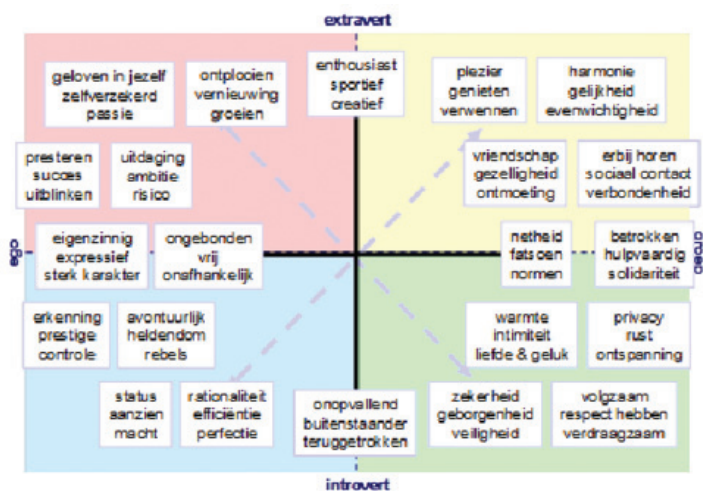 extravert
geloven in jezelf
zelfverzekerd
passie
ontplooien
vernieuwing
groeien
enthousiast
sportief
creatief
plezier
genieten
verwennen
harmonie
gelijkheid
evenwichtigheid
presteren
succes
uitblinken
uitdaging
ambitie
risico
vriendschap
gezelligheid
ontmoeting
erbij horen
sociaal contact
verbondenheid
ego
eigenzinnig
expressief
sterk karakter
ongebonden
vrij
onafhankelijk
netheid
fatsoen
normen
betrokken
hulpvaardig
solidariteit
groep
erkenning
prestige
controle
avontuurlijk
heldendom
rebels
warmte
intimiteit
liefde & geluk
privacy
rust
ontspanning
status
aanzien
macht
rationaliteit
efficiëntie
perfectie
onopvallend
buitenstaander
teruggetrokken
zekerheid
geborgenheid
veiligheid
volgzaam
respect hebben
verdraagzaam
introvert